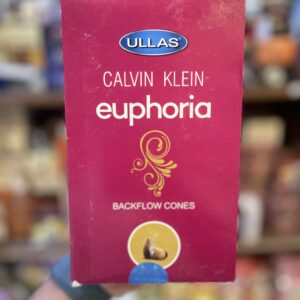 ULLAS
CALVIN KLEIN
euphoria
BACKFLOW CONES